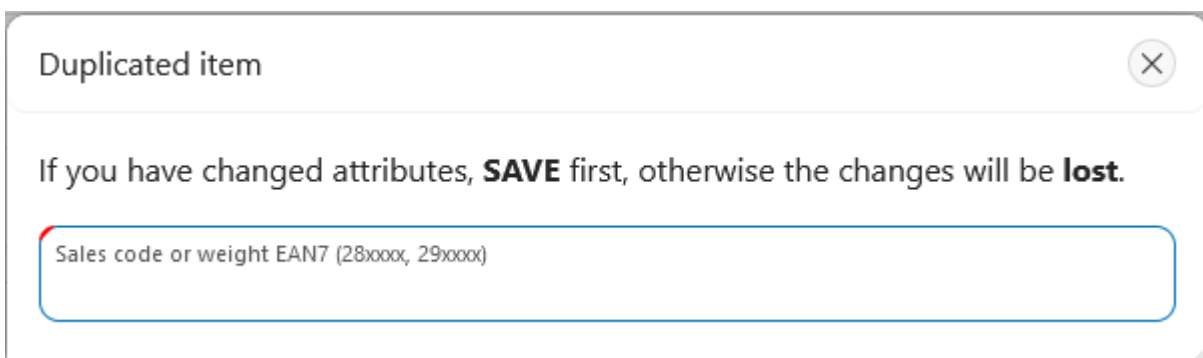 Duplicated item
If you have changed attributes, SAVE first, otherwise the changes will be lost.
Sales code or weight EAN7 (28xxxx, 29xxxx)